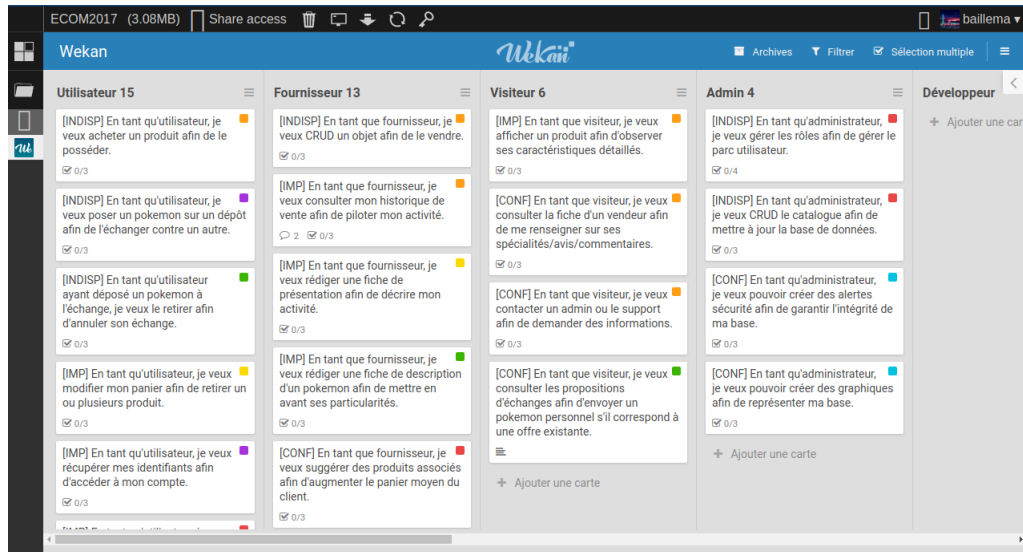 ECOM2017 (3.08MB) Share access
baillema ▾
Wekan
Wekan
Archives Filtrer Sélection multiple
Utilisateur 15
[INDISP] En tant qu'utilisateur, je
veux acheter un produit afin de le
posséder.
0/3
[INDISP] En tant qu'utilisateur, je
veux poser un pokemon sur un dépôt
afin de l'échanger contre un autre.
0/3
[INDISP] En tant qu'utilisateur
ayant déposé un pokemon à
l'échange, je veux le retirer afin
d'annuler son échange.
0/3
[IMP] En tant qu'utilisateur, je veux
modifier mon panier afin de retirer un
ou plusieurs produit.
0/3
[IMP] En tant qu'utilisateur, je veux
récupérer mes identifiants afin
d'accéder à mon compte.
0/3
Fournisseur 13
[INDISP] En tant que fournisseur, je
veux CRUD un objet afin de le vendre.
0/3
[IMP] En tant que fournisseur, je
veux consulter mon historique de
vente afin de piloter mon activité.
2 0/3
[IMP] En tant que fournisseur, je
veux rédiger une fiche de
présentation afin de décrire mon
activité.
0/3
[IMP] En tant que fournisseur, je
veux rédiger une fiche de description
d'un pokemon afin de mettre en
avant ses particularités.
0/3
[CONF] En tant que fournisseur, je
veux suggérer des produits associés
afin d'augmenter le panier moyen du
client.
0/3
Visiteur 6
[IMP] En tant que visiteur, je veux
afficher un produit afin d'observer
ses caractéristiques détaillés.
0/3
[CONF] En tant que visiteur, je veux
consulter la fiche d'un vendeur afin
de me renseigner sur ses
spécialités/avis/commentaires.
0/3
[CONF] En tant que visiteur, je veux
contacter un admin ou le support
afin de demander des informations.
0/3
[CONF] En tant que visiteur, je veux
consulter les propositions
d'échanges afin d'envoyer un
pokemon personnel s'il correspond à
une offre existante.
+ Ajouter une carte
Admin 4
[INDISP] En tant qu'administrateur,
je veux gérer les rôles afin de gérer le
parc utilisateur.
0/4
[INDISP] En tant qu'administrateur,
je veux CRUD le catalogue afin de
mettre à jour la base de données.
0/3
[CONF] En tant qu'administrateur,
je veux pouvoir créer des alertes
sécurité afin de garantir l'intégrité de
ma base.
0/3
[CONF] En tant qu'administrateur,
je veux pouvoir créer des graphiques
afin de représenter ma base.
0/3
+ Ajouter une carte
Développeur
+ Ajouter une car